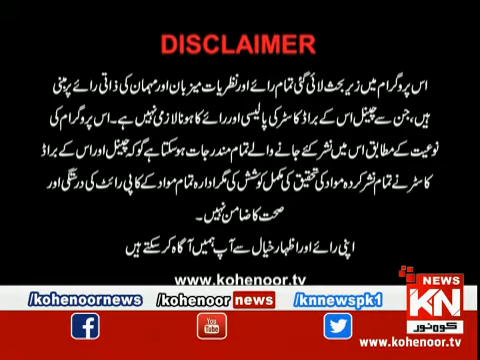 DISCLAIMER
اس پروگرام میں زیر بحث لائی گئی تمام رائے اور نظریات میزبان اور مہمان کی ذاتی رائے پر مبنی
ہیں، جن سے چینل اس کے براڈ کاسٹر کی پالیسی اور رائے کا ہونا لازمی نہیں ہے۔ اس پروگرام کی
نوعیت کے مطابق اس میں نشر کئے جانے والے تمام مندرجات ہو سکتا ہے گو کہ چینل اور اس کے براڈ
کاسٹر نے تمام نشر کردہ مواد کی تحقیق کی مکمل کوشش کی مگر ادارہ تمام مواد کے کاپی رائٹ کی درستگی اور
صحت کا ضامن نہیں۔
اپنی رائے اور اظہار خیال سے آپ ہمیں آگاہ کر سکتے ہیں
www.kohenoor.tv
/kohenoornews /kohenoor news /knnewspk1
f You Tube
NEWS
KN
کوہ نور
www.kohenoor.tv